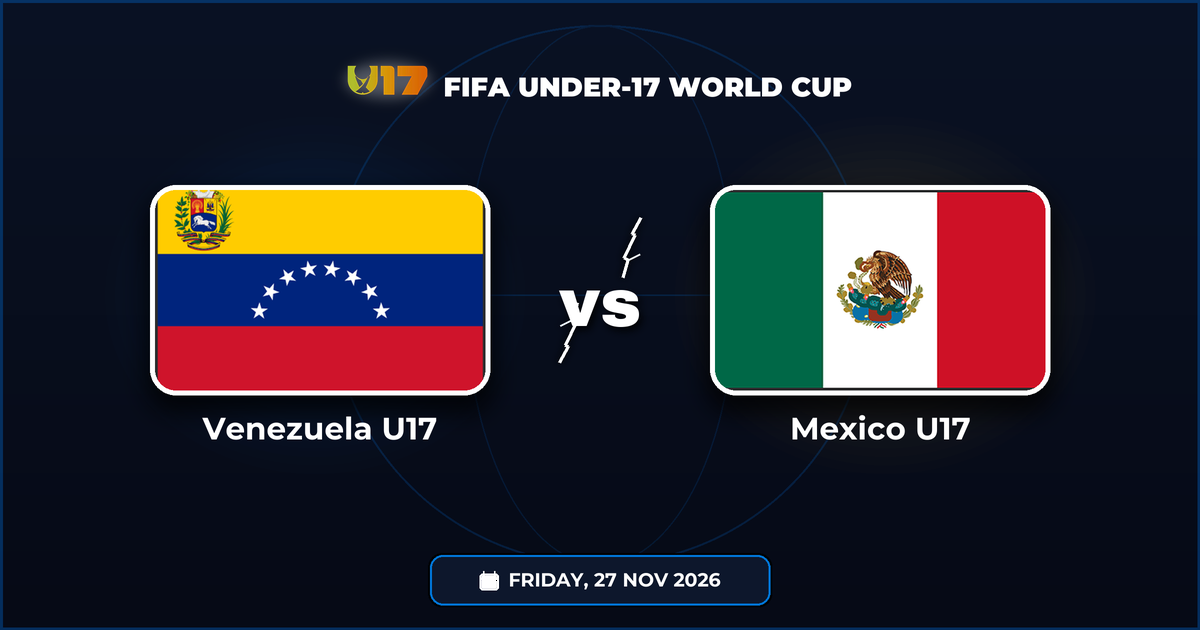 U17 FIFA UNDER-17 WORLD CUP
VS
Venezuela U17
Mexico U17
FRIDAY, 27 NOV 2026